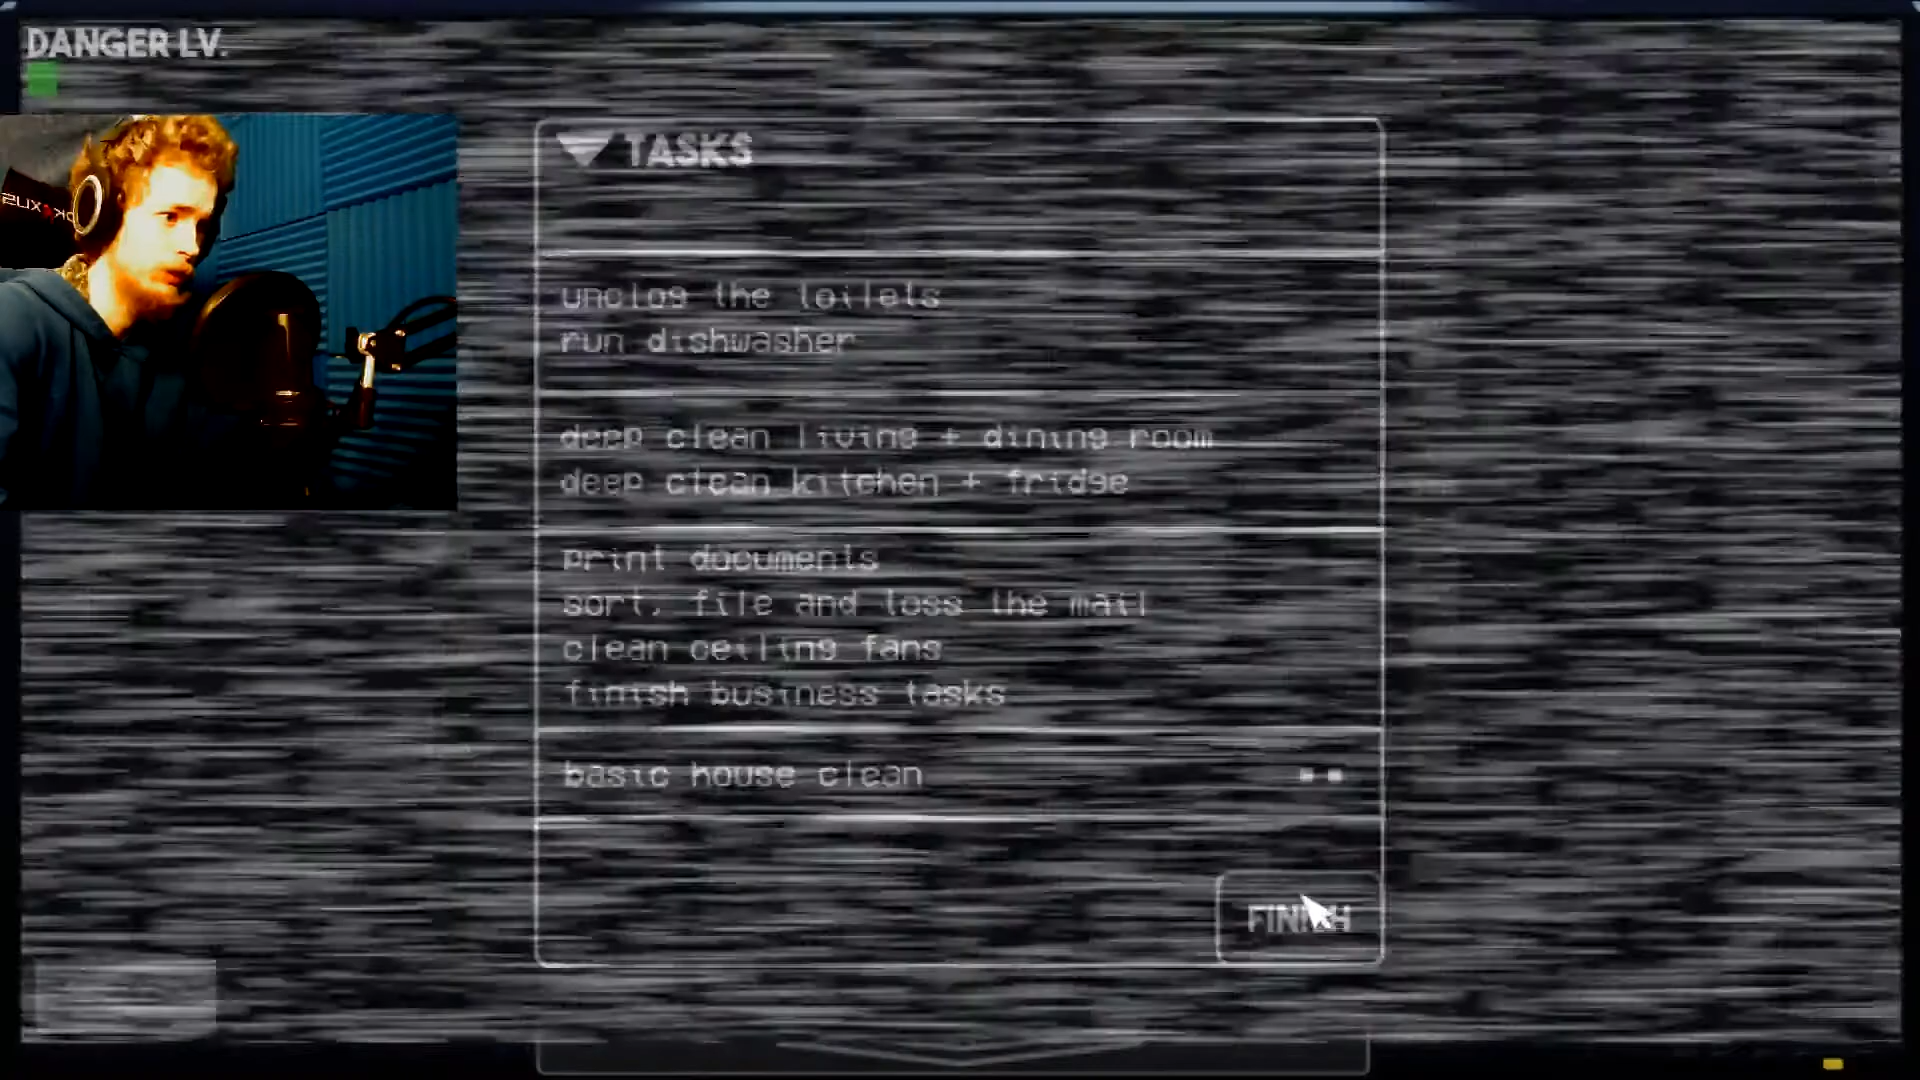 DANGER LV.
TASKS
unclog the toilets
run dishwasher
deep clean living + dining room
deep clean kitchen + fridge
print documents
sort, file and toss the mail
clean ceiling fans
finish business tasks
basic house clean
FINISH